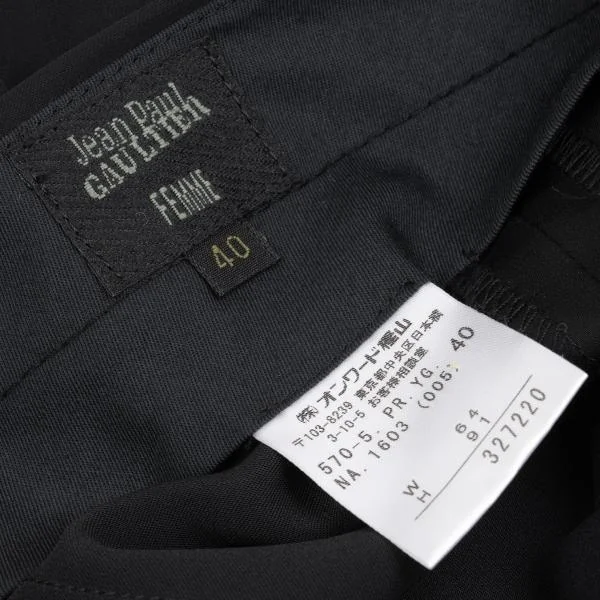 Jean Paul
GAULTIER
FEMME
40
(株)オンワード樫山
〒103-8239 東京都中央区日本橋
3-10-5 お客様相談室
570-5. PR. YG. 40
NA. 1603 (005.
W 64
H 91
327220